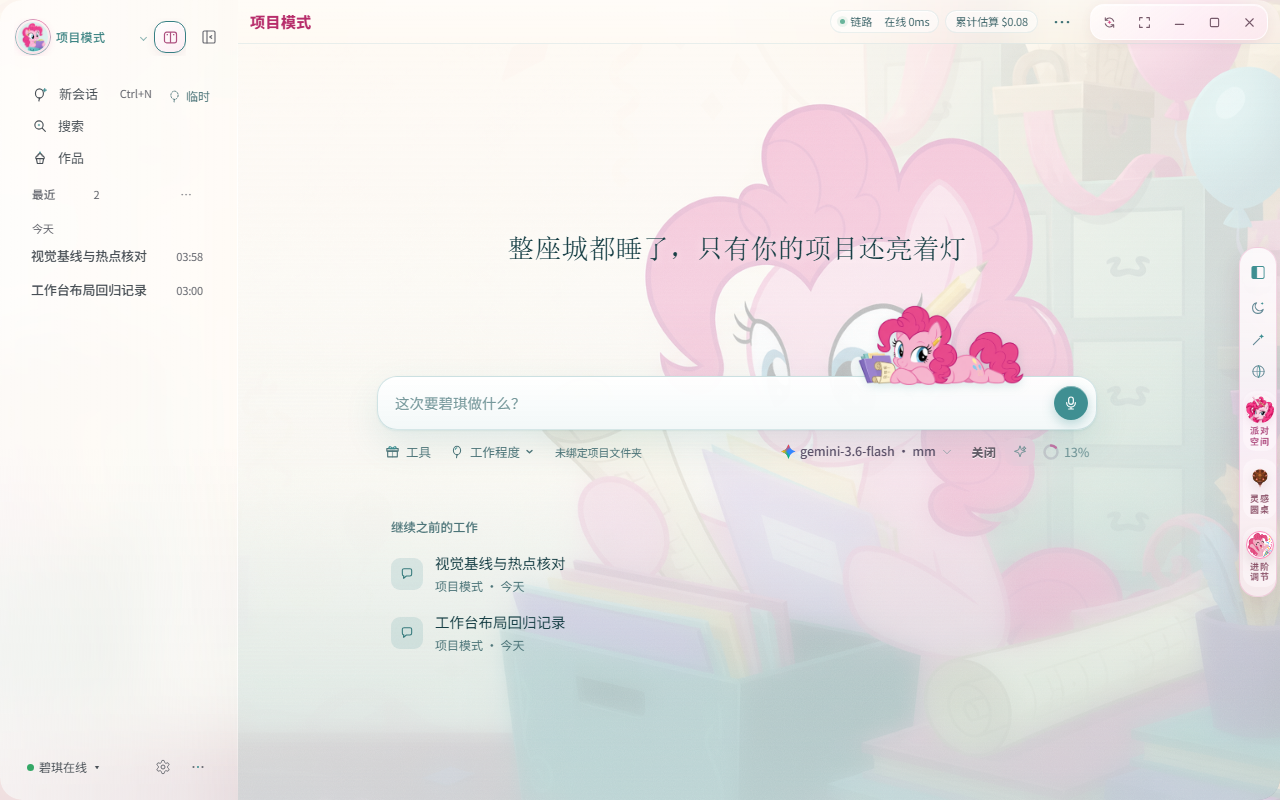 项目模式
新会话 Ctrl+N 临时
搜索
作品
最近 2 ···
今天
视觉基线与热点核对 03:58
工作台布局回归记录 03:00
碧琪在线
项目模式
链路 在线 0ms 累计估算 $0.08
整座城都睡了，只有你的项目还亮着灯
这次要碧琪做什么？
工具 工作程度 未绑定项目文件夹 gemini-3.6-flash · mm 关闭 13%
继续之前的工作
视觉基线与热点核对
项目模式 · 今天
工作台布局回归记录
项目模式 · 今天
派对
空间
灵感
圆桌
进阶
调节